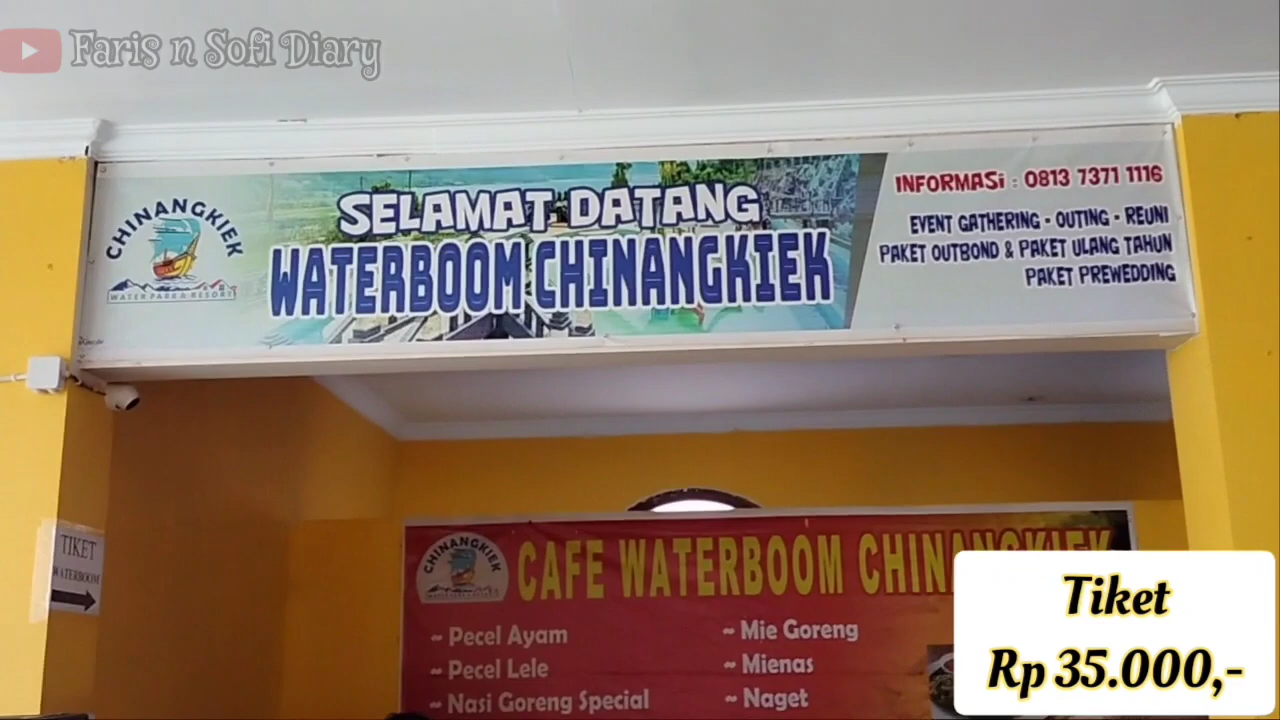 Faris n Sofi Diary
CHINANGKIEK
WATER PARK & RESORT
SELAMAT DATANG
WATERBOOM CHINANGKIEK
INFORMASI : 0813 7371 1116
EVENT GATHERING - OUTING - REUNI
PAKET OUTBOND & PAKET ULANG TAHUN
PAKET PREWEDDING
TIKET
WATERBOOM
CHINANGKIEK
CAFE WATERBOOM CHINANGKIEK
~ Pecel Ayam
~ Pecel Lele
~ Nasi Goreng Special
~ Mie Goreng
~ Mienas
~ Naget
Tiket
Rp 35.000,-